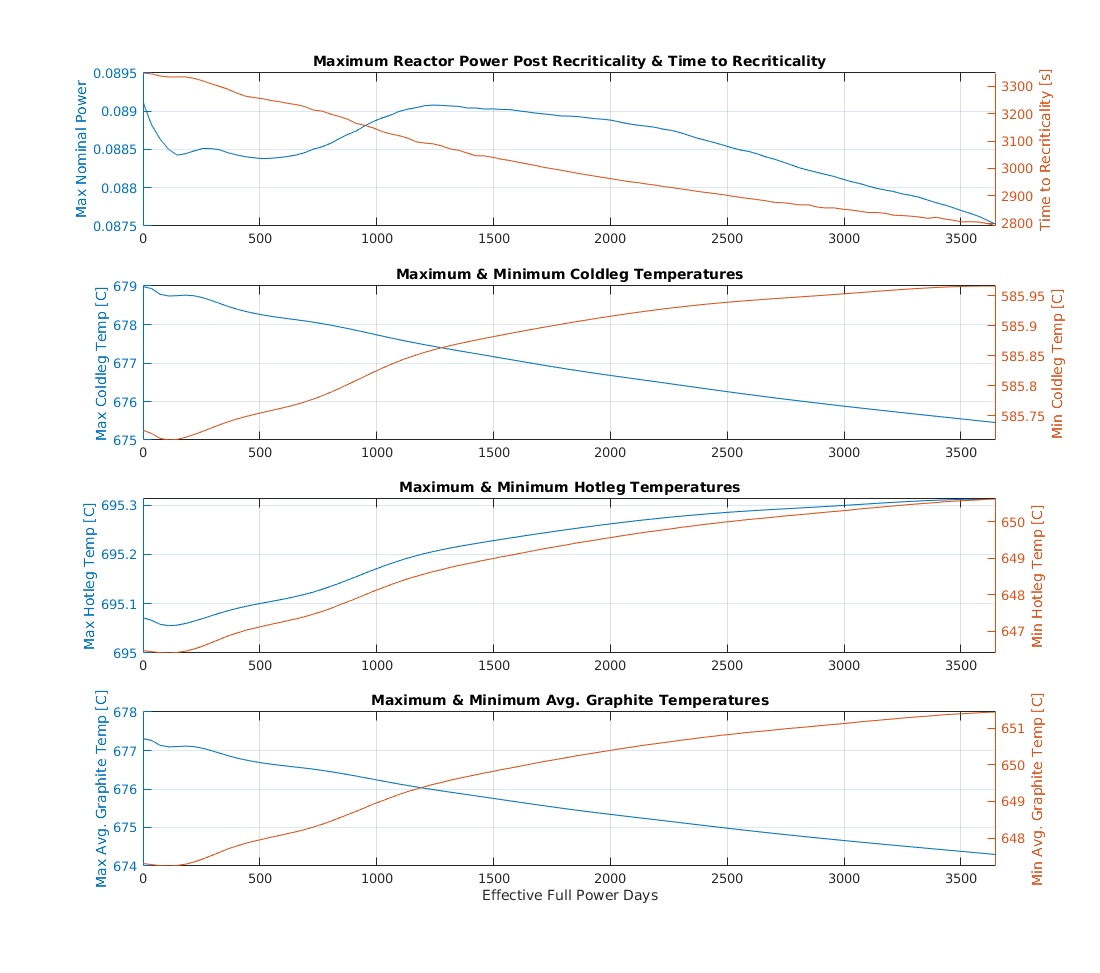 Maximum Reactor Power Post Recriticality & Time to Recriticality
Max Nominal Power
0.0895
0.089
0.0885
0.088
0.0875
3300
3200
3100
3000
2900
2800
Time to Recriticality [s]
0 500 1000 1500 2000 2500 3000 3500
Maximum & Minimum Coldleg Temperatures
Max Coldleg Temp [C]
679
678
677
676
675
585.95
585.9
585.85
585.8
585.75
Min Coldleg Temp [C]
0 500 1000 1500 2000 2500 3000 3500
Maximum & Minimum Hotleg Temperatures
Max Hotleg Temp [C]
695.3
695.2
695.1
695
650
649
648
647
Min Hotleg Temp [C]
0 500 1000 1500 2000 2500 3000 3500
Maximum & Minimum Avg. Graphite Temperatures
Max Avg. Graphite Temp [C]
678
677
676
675
674
651
650
649
648
Min Avg. Graphite Temp [C]
0 500 1000 1500 2000 2500 3000 3500
Effective Full Power Days